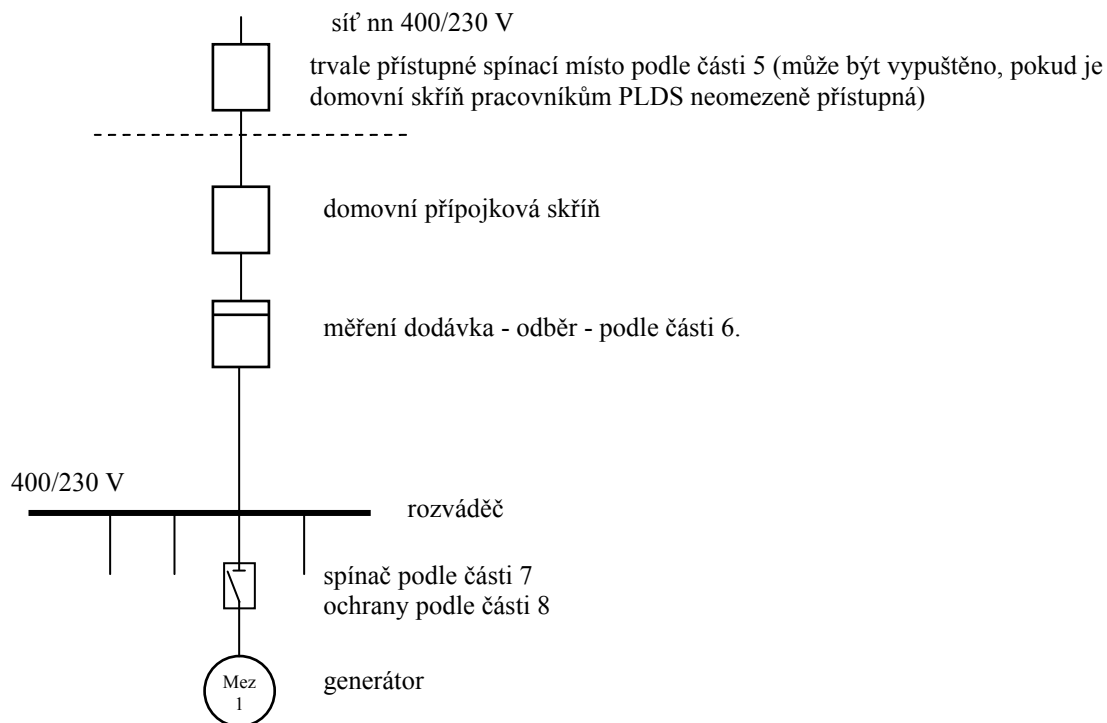 síť nn 400/230 V
trvale přístupné spínací místo podle části 5 (může být vypuštěno, pokud je
domovní skříň pracovníkům PLDS neomezeně přístupná)
domovní přípojková skříň
měření dodávka - odběr - podle části 6.
400/230 V
rozváděč
spínač podle části 7
ochrany podle části 8
Mez
1
generátor